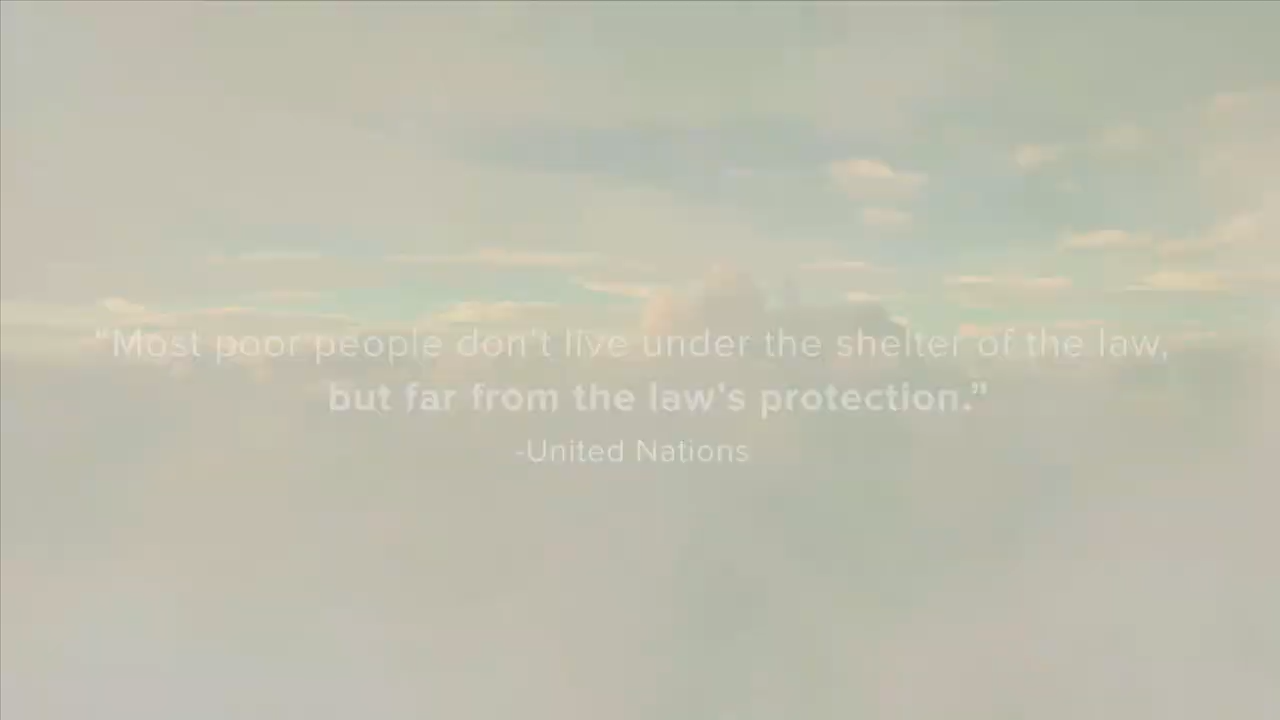 “Most poor people don't live under the shelter of the law,
but far from the law's protection.”
-United Nations